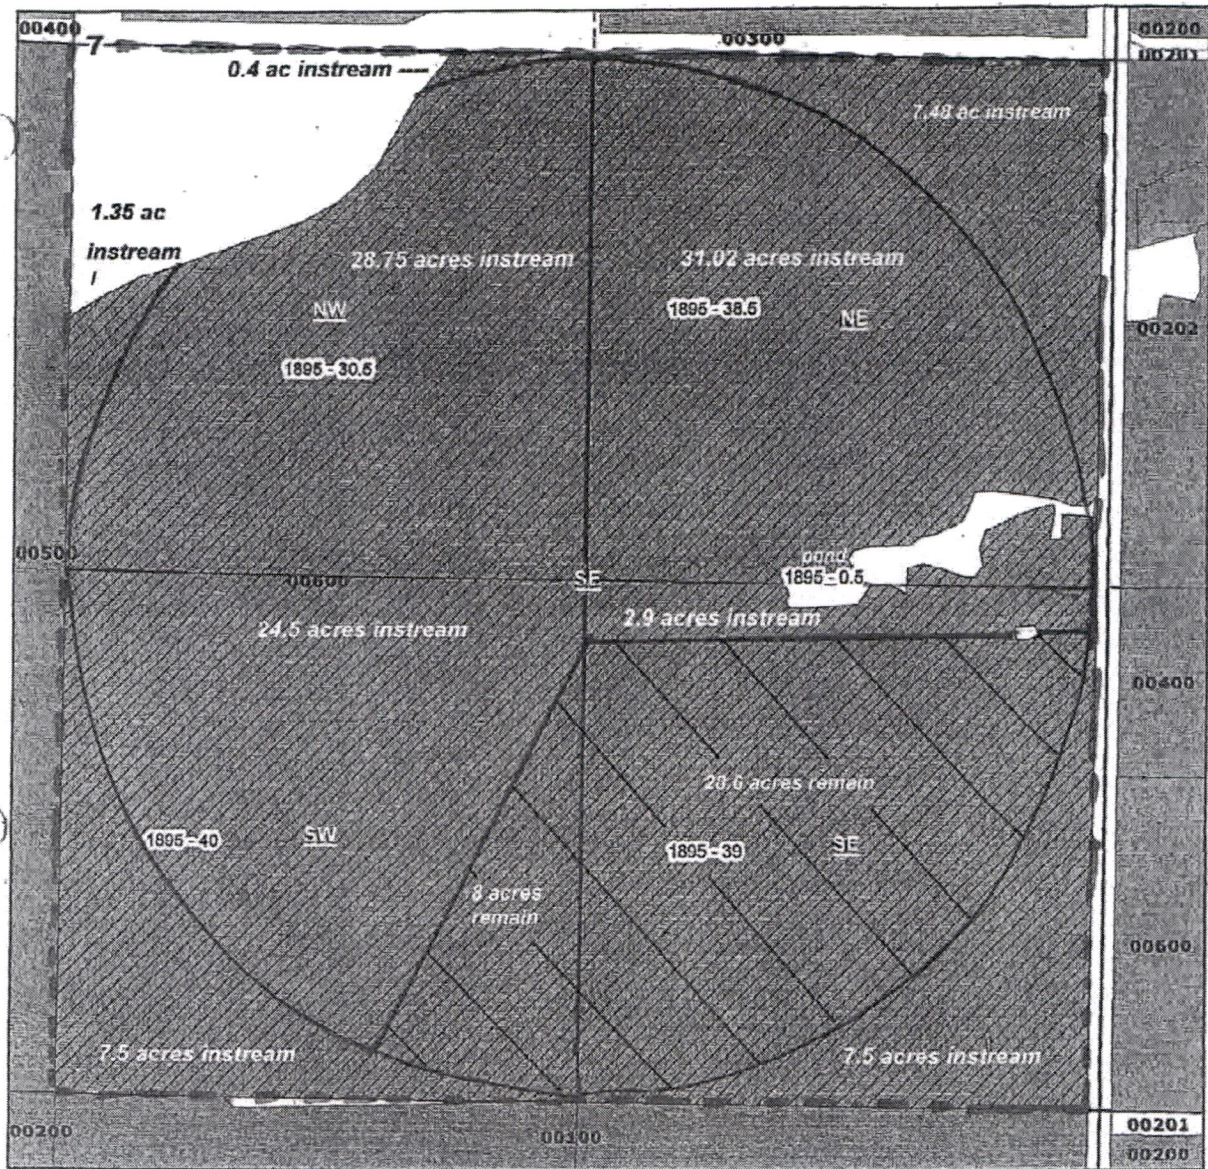 00400
7
00300
00200
00201
0.4 ac instream ----
7.48 ac instream
1.35 ac
instream
28.75 acres instream
31.02 acres instream
NW
1895 - 38.5
NE
00202
1895 - 30.5
00500
00600
SE
pond
1895 - 0.5
24.5 acres instream
2.9 acres instream
00400
28.6 acres remain
1895 - 40
SW
1895 - 39
SE
8 acres
remain
00600
7.5 acres instream
7.5 acres instream
00200
00100
00201
00200